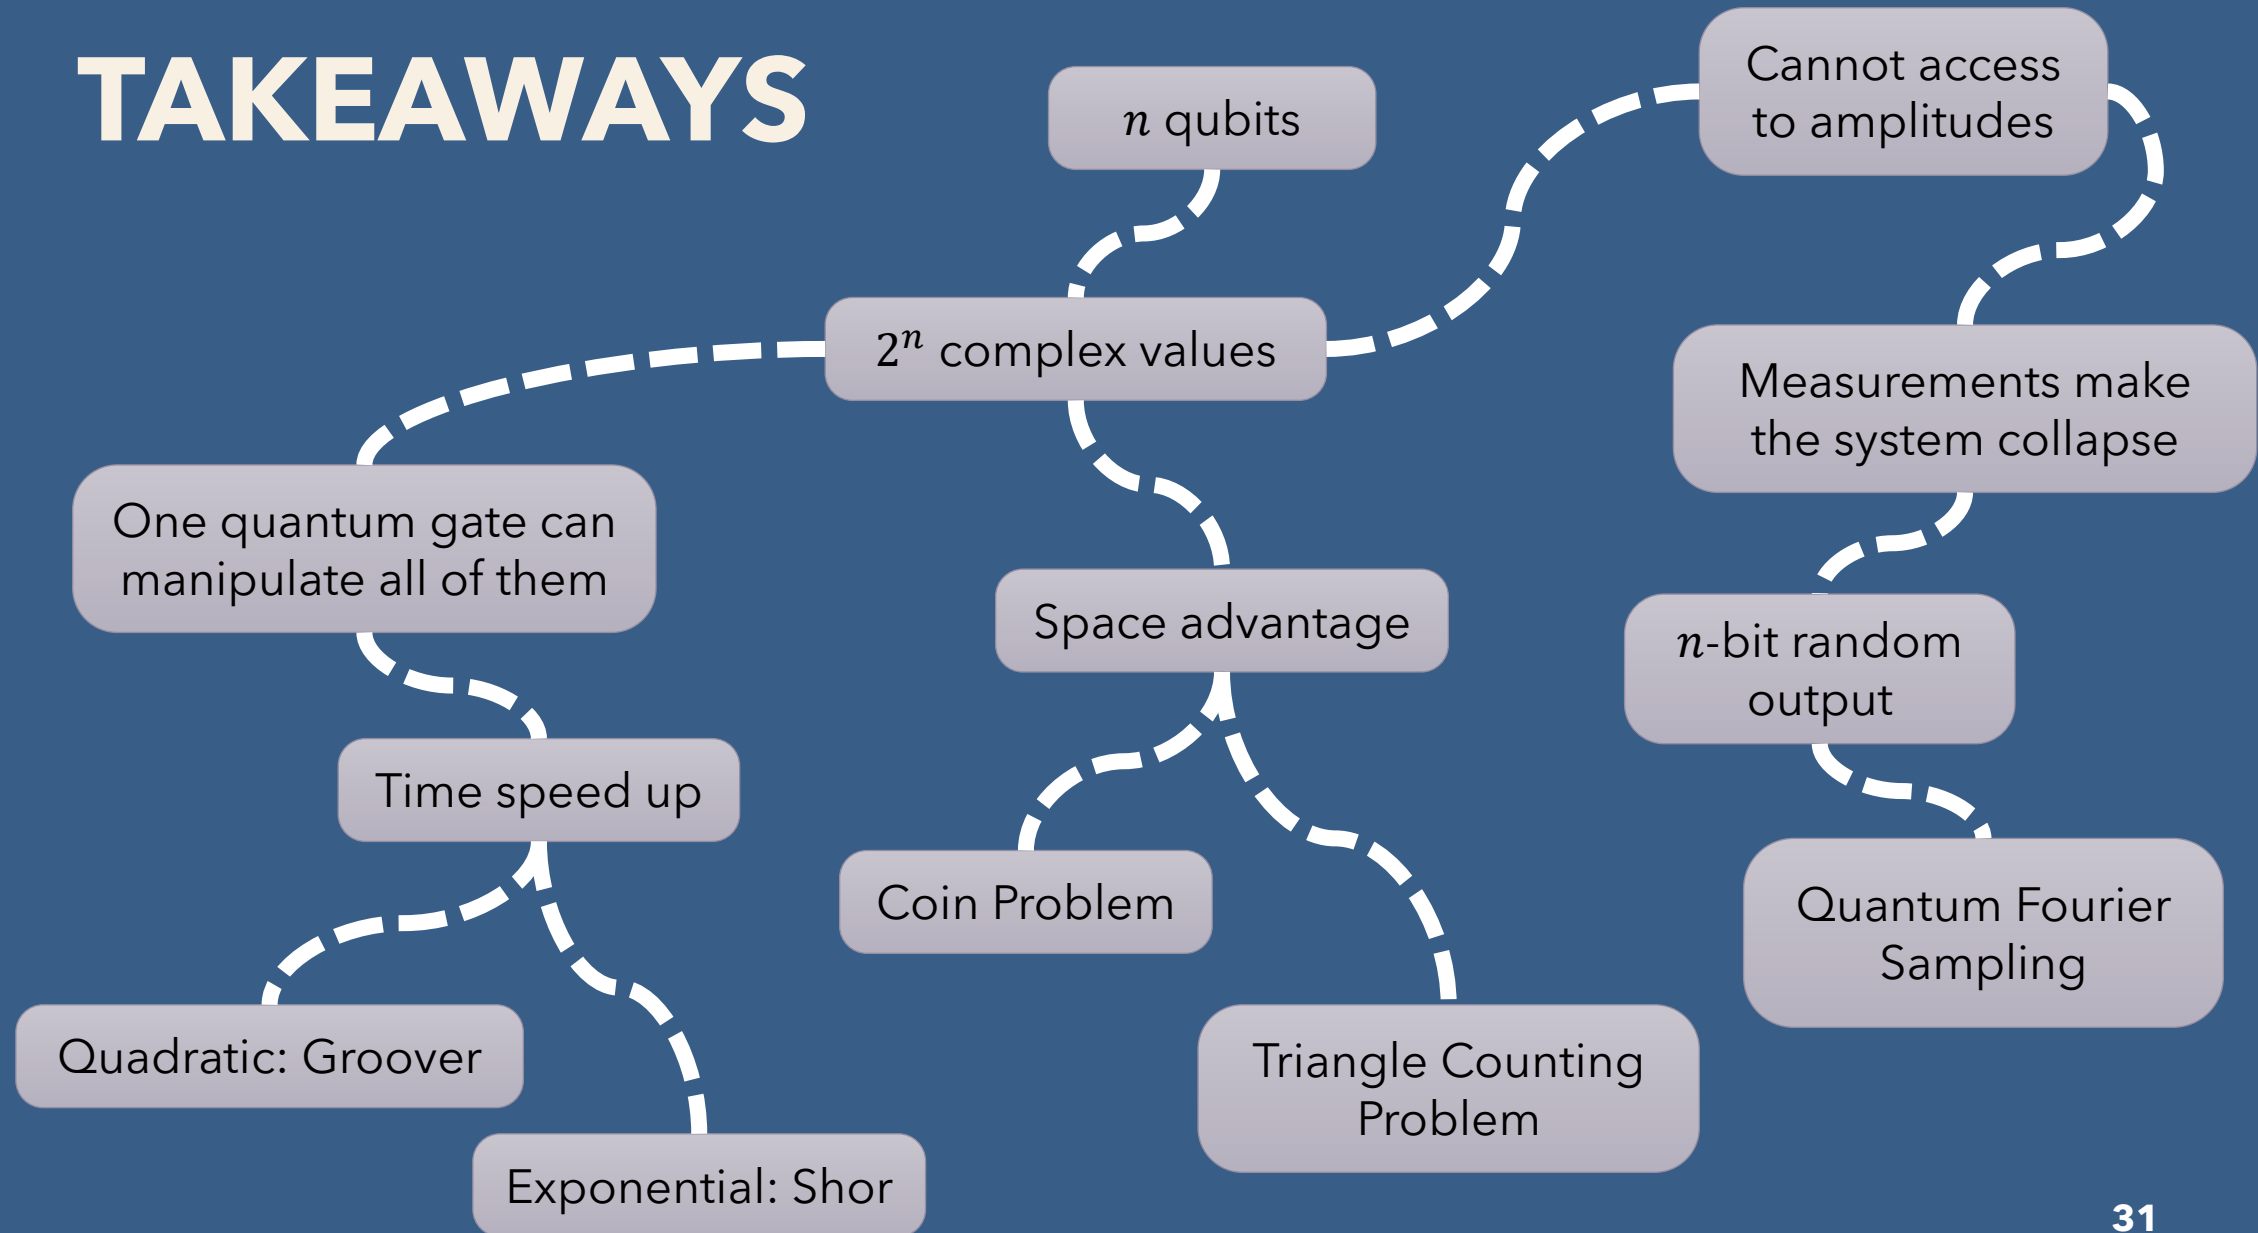 TAKEAWAYS
n qubits
Cannot access
to amplitudes
2ⁿ complex values
Measurements make
the system collapse
One quantum gate can
manipulate all of them
Space advantage
n-bit random
output
Time speed up
Coin Problem
Quantum Fourier
Sampling
Quadratic: Groover
Triangle Counting
Problem
Exponential: Shor
31